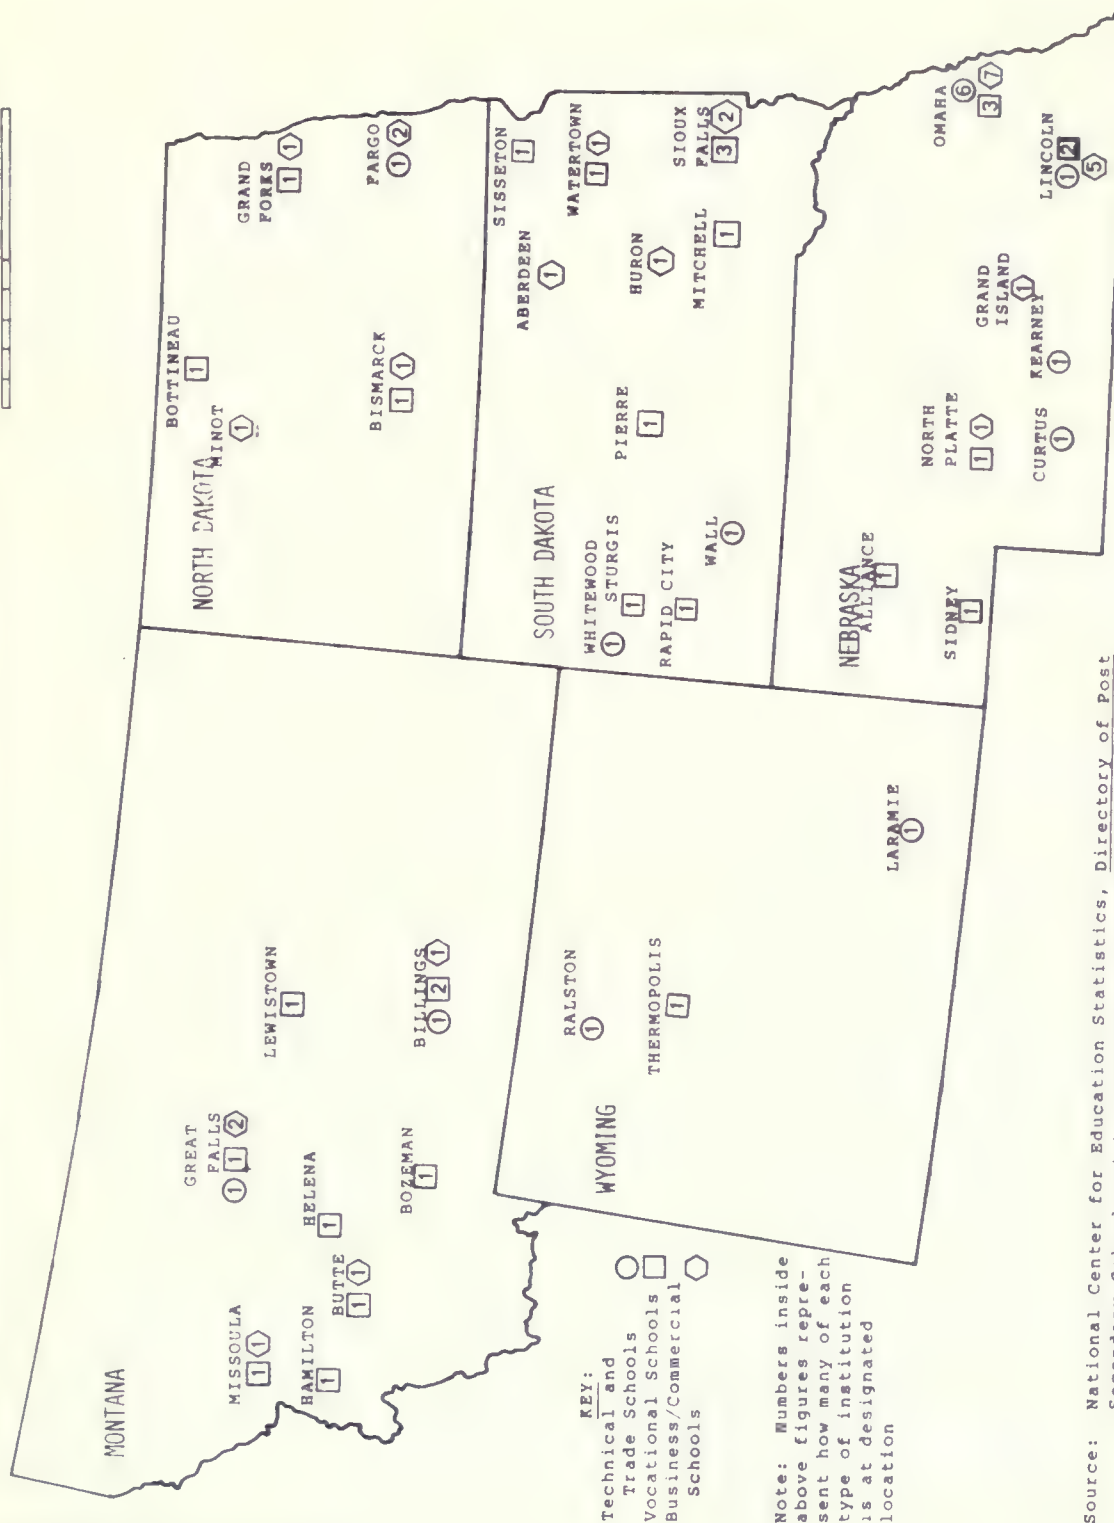 MONTANA
MISSOULA
1 1
HAMILTON
1
BUTTE
1 1
HELENA
1
GREAT
FALLS
1 1 2
BOZEMAN
1
LEWISTOWN
1
BILLINGS
1 2 1
WYOMING
RALSTON
1
THERMOPOLIS
1
LARAMIE
1
NORTH DAKOTA
BOTTINEAU
1
MINOT
1
BISMARCK
1 1
GRAND
FORKS
1 1
FARGO
1 2
SOUTH DAKOTA
WHITEWOOD
1
STURGIS
1
RAPID CITY
1
WALL
1
PIERRE
1
ABERDEEN
1
SISSETON
1
WATERTOWN
1 1
HURON
1
MITCHELL
1
SIOUX
FALLS
3 2
NEBRASKA
ALLIANCE
1
SIDNEY
1
NORTH
PLATTE
1 1
CURTUS
1
GRAND
ISLAND
1
KEARNEY
1
OMAHA
6
3 7
LINCOLN
1 2
5
KEY:
Technical and
Trade Schools
Vocational Schools
Business/Commercial
Schools
Note: Numbers inside
above figures repre-
sent how many of each
type of institution
is at designated
location
Source: National Center for Education Statistics, Directory of Post